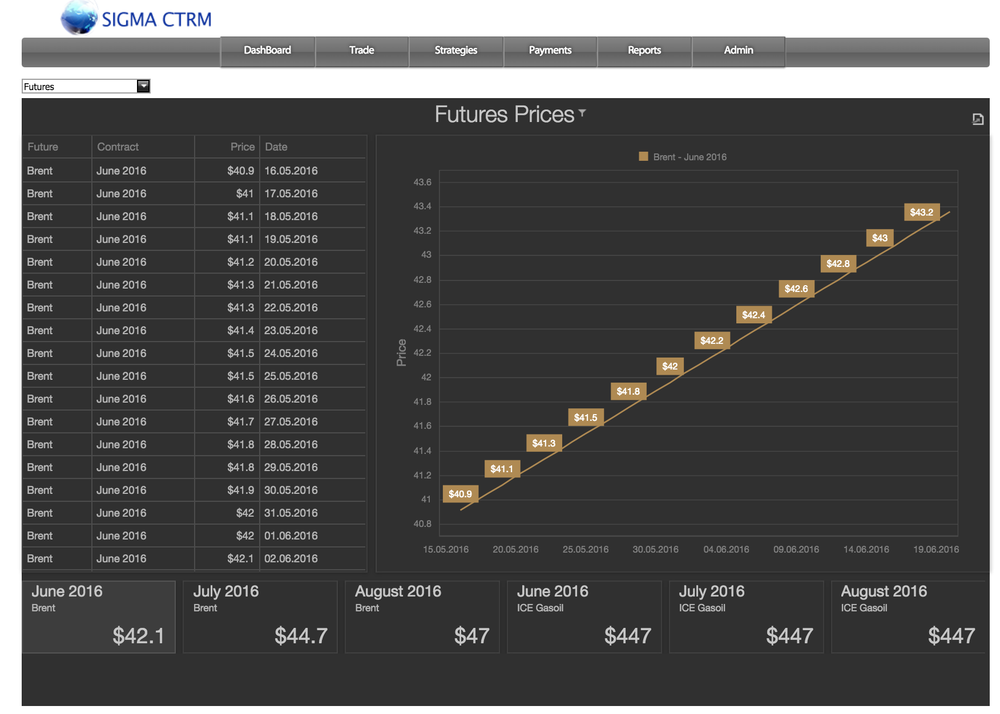 SIGMA CTRM
DashBoard Trade Strategies Payments Reports Admin
Futures
Futures Prices
Future Contract Price Date
Brent June 2016 $40.9 16.05.2016
Brent June 2016 $41 17.05.2016
Brent June 2016 $41.1 18.05.2016
Brent June 2016 $41.1 19.05.2016
Brent June 2016 $41.2 20.05.2016
Brent June 2016 $41.3 21.05.2016
Brent June 2016 $41.3 22.05.2016
Brent June 2016 $41.4 23.05.2016
Brent June 2016 $41.5 24.05.2016
Brent June 2016 $41.5 25.05.2016
Brent June 2016 $41.6 26.05.2016
Brent June 2016 $41.7 27.05.2016
Brent June 2016 $41.8 28.05.2016
Brent June 2016 $41.8 29.05.2016
Brent June 2016 $41.9 30.05.2016
Brent June 2016 $42 31.05.2016
Brent June 2016 $42 01.06.2016
Brent June 2016 $42.1 02.06.2016
Brent - June 2016
Price
43.6
43.4
43.2
43
42.8
42.6
42.4
42.2
42
41.8
41.6
41.4
41.2
41
40.8
$43.2
$43
$42.8
$42.6
$42.4
$42.2
$42
$41.8
$41.5
$41.3
$41.1
$40.9
15.05.2016 20.05.2016 25.05.2016 30.05.2016 04.06.2016 09.06.2016 14.06.2016 19.06.2016
June 2016
Brent
$42.1
July 2016
Brent
$44.7
August 2016
Brent
$47
June 2016
ICE Gasoil
$447
July 2016
ICE Gasoil
$447
August 2016
ICE Gasoil
$447